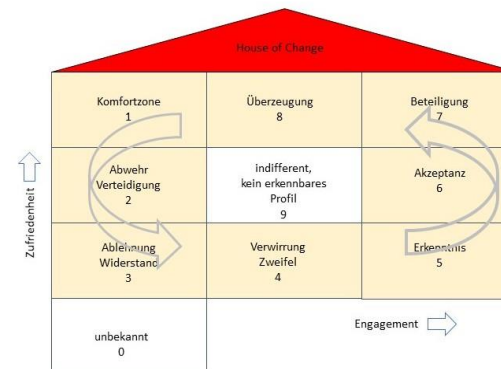 House of Change
Komfortzone
1
Überzeugung
8
Beteiligung
7
Abwehr
Verteidigung
2
indifferent,
kein erkennbares
Profil
9
Akzeptanz
6
Ablehnung
Widerstand
3
Verwirrung
Zweifel
4
Erkenntnis
5
unbekannt
0
Zufriedenheit
Engagement